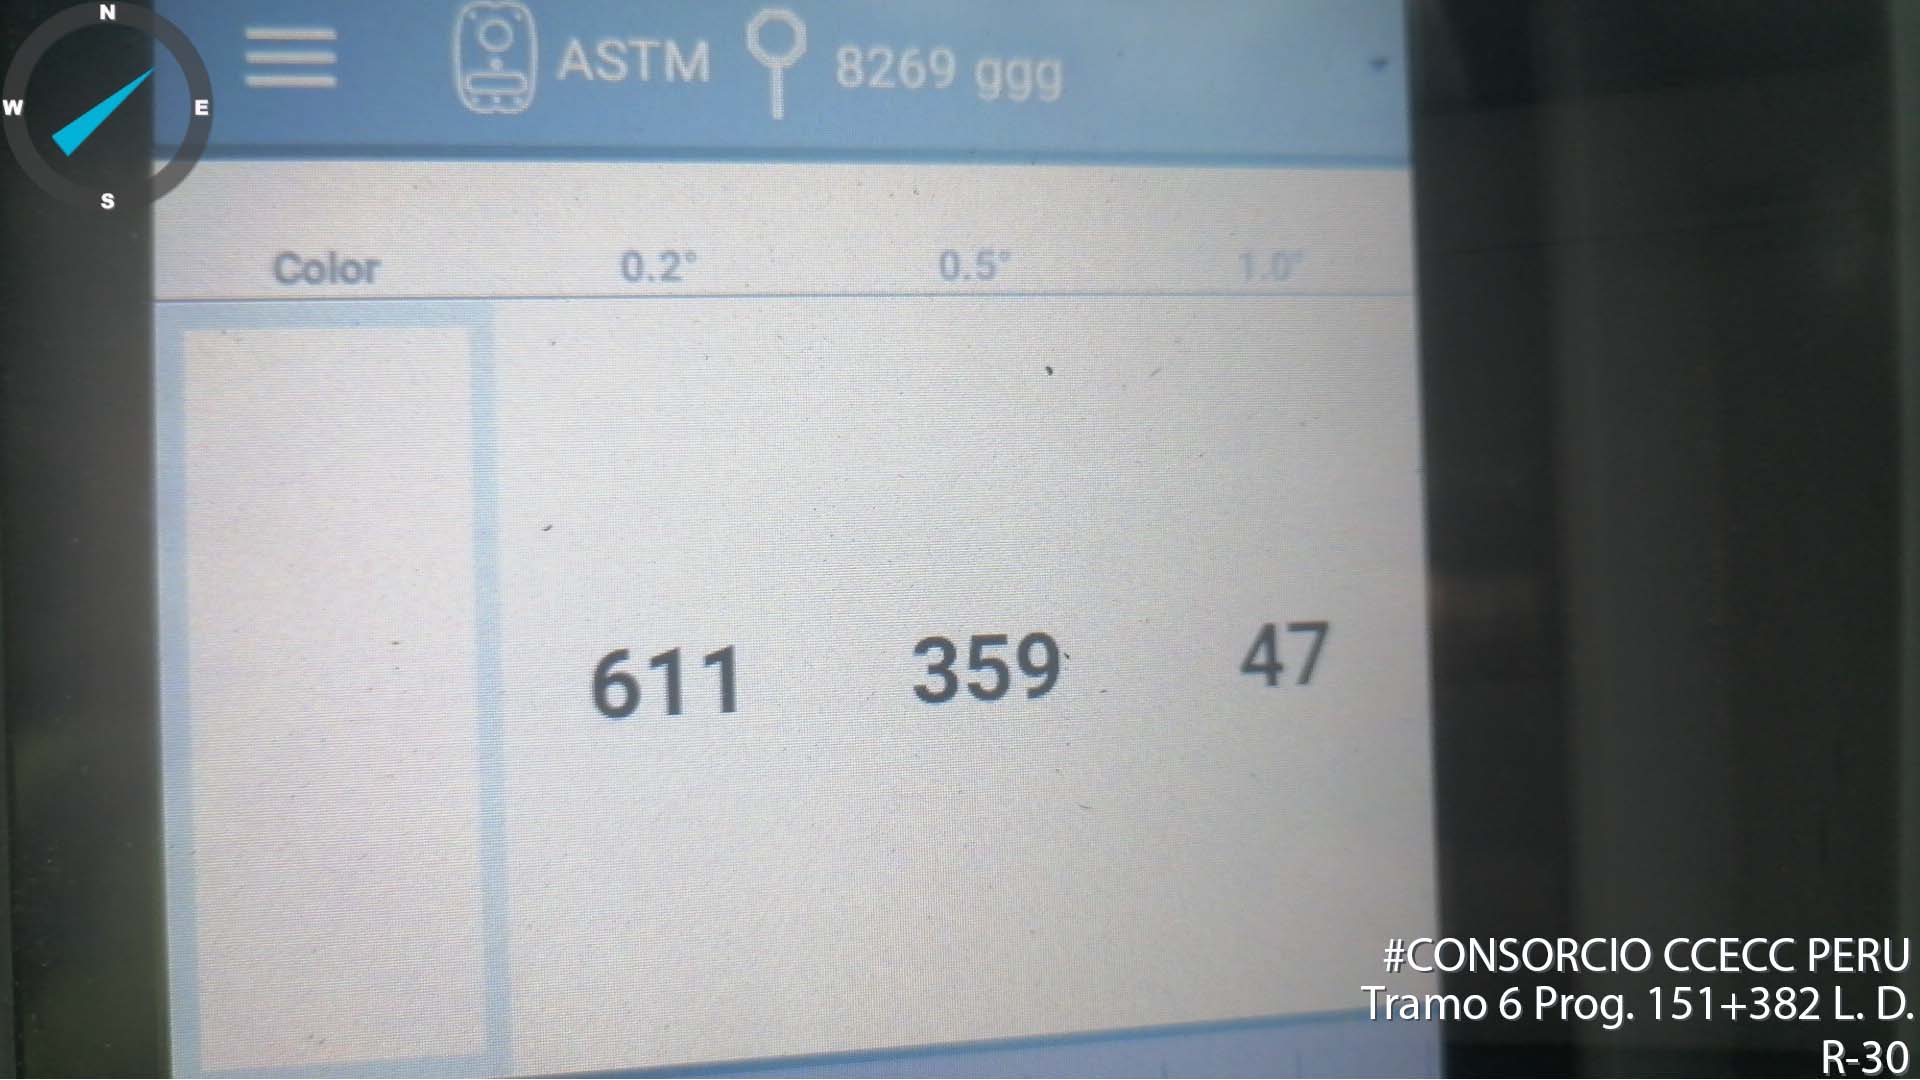 N
W E
S
ASTM 8269 ggg
Color 0.2° 0.5° 1.0°
611 359 47
#CONSORCIO CCECC PERU
Tramo 6 Prog. 151+382 L. D.
R-30